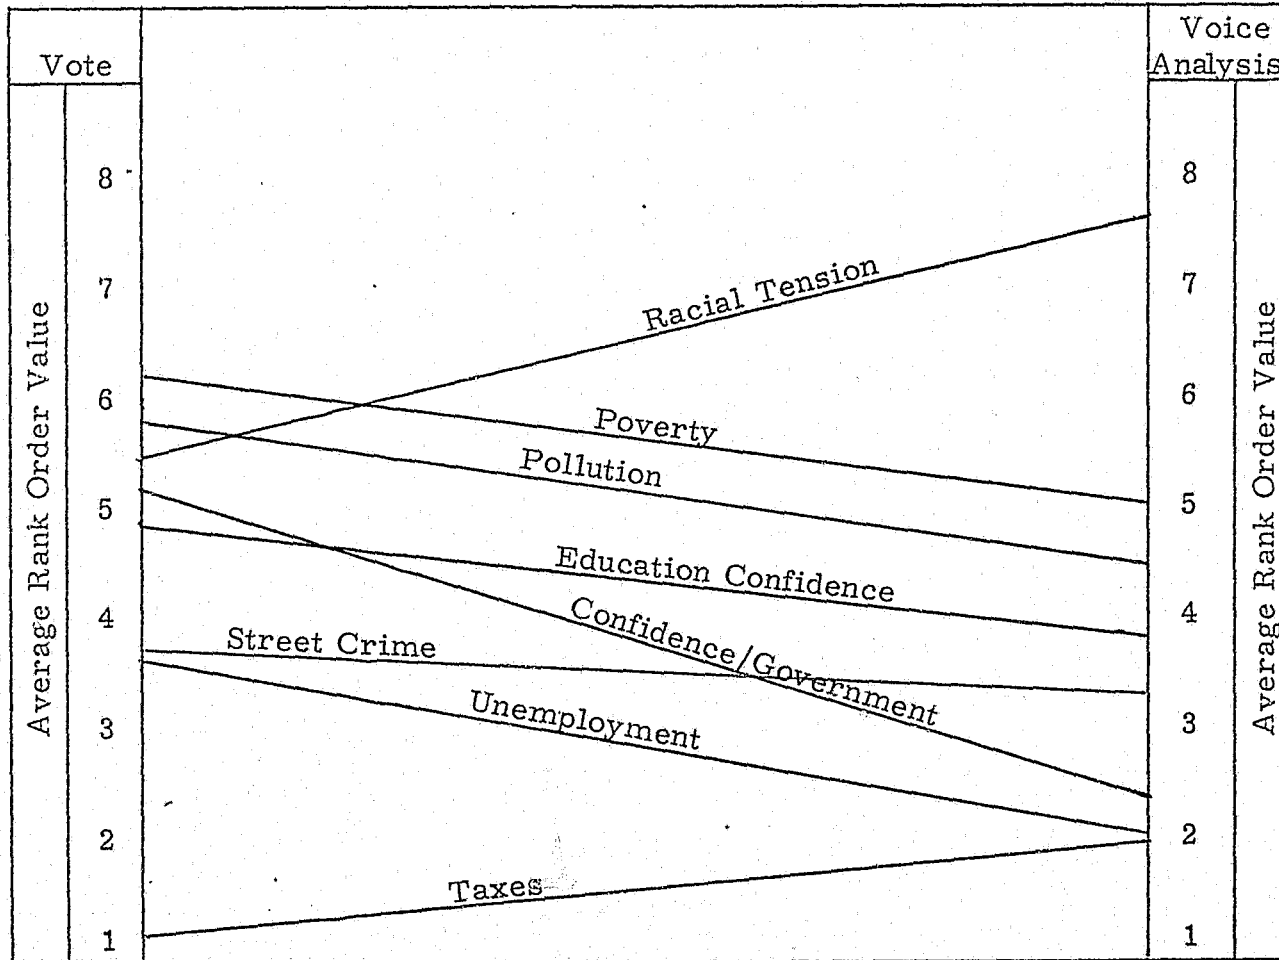 Vote
Voice
Analysis
8
7
6
5
4
3
2
1
Average Rank Order Value
Racial Tension
Poverty
Pollution
Education Confidence
Confidence/Government
Street Crime
Unemployment
Taxes
8
7
6
5
4
3
2
1
Average Rank Order Value